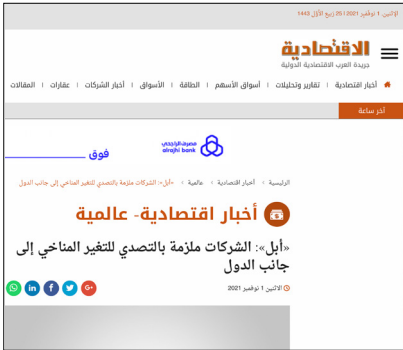 الإثنين، 1 نوفمبر 2021 | 25 ربيع الأول 1443
الاقتصادية
جريدة العرب الاقتصادية الدولية
أخبار اقتصادية | تقارير وتحليلات | أسواق الأسهم | الطاقة | الأسواق | أخبار الشركات | عقارات | المقالات
أخر ساعة
مصرف الراجحي
alrajhi bank
فوق
الرئيسية > أخبار اقتصادية > عالمية > «أبل»: الشركات ملزمة بالتصدي للتغير المناخي إلى جانب الدول
أخبار اقتصادية- عالمية
«أبل»: الشركات ملزمة بالتصدي للتغير المناخي إلى
جانب الدول
الاثنين 1 نوفمبر 2021